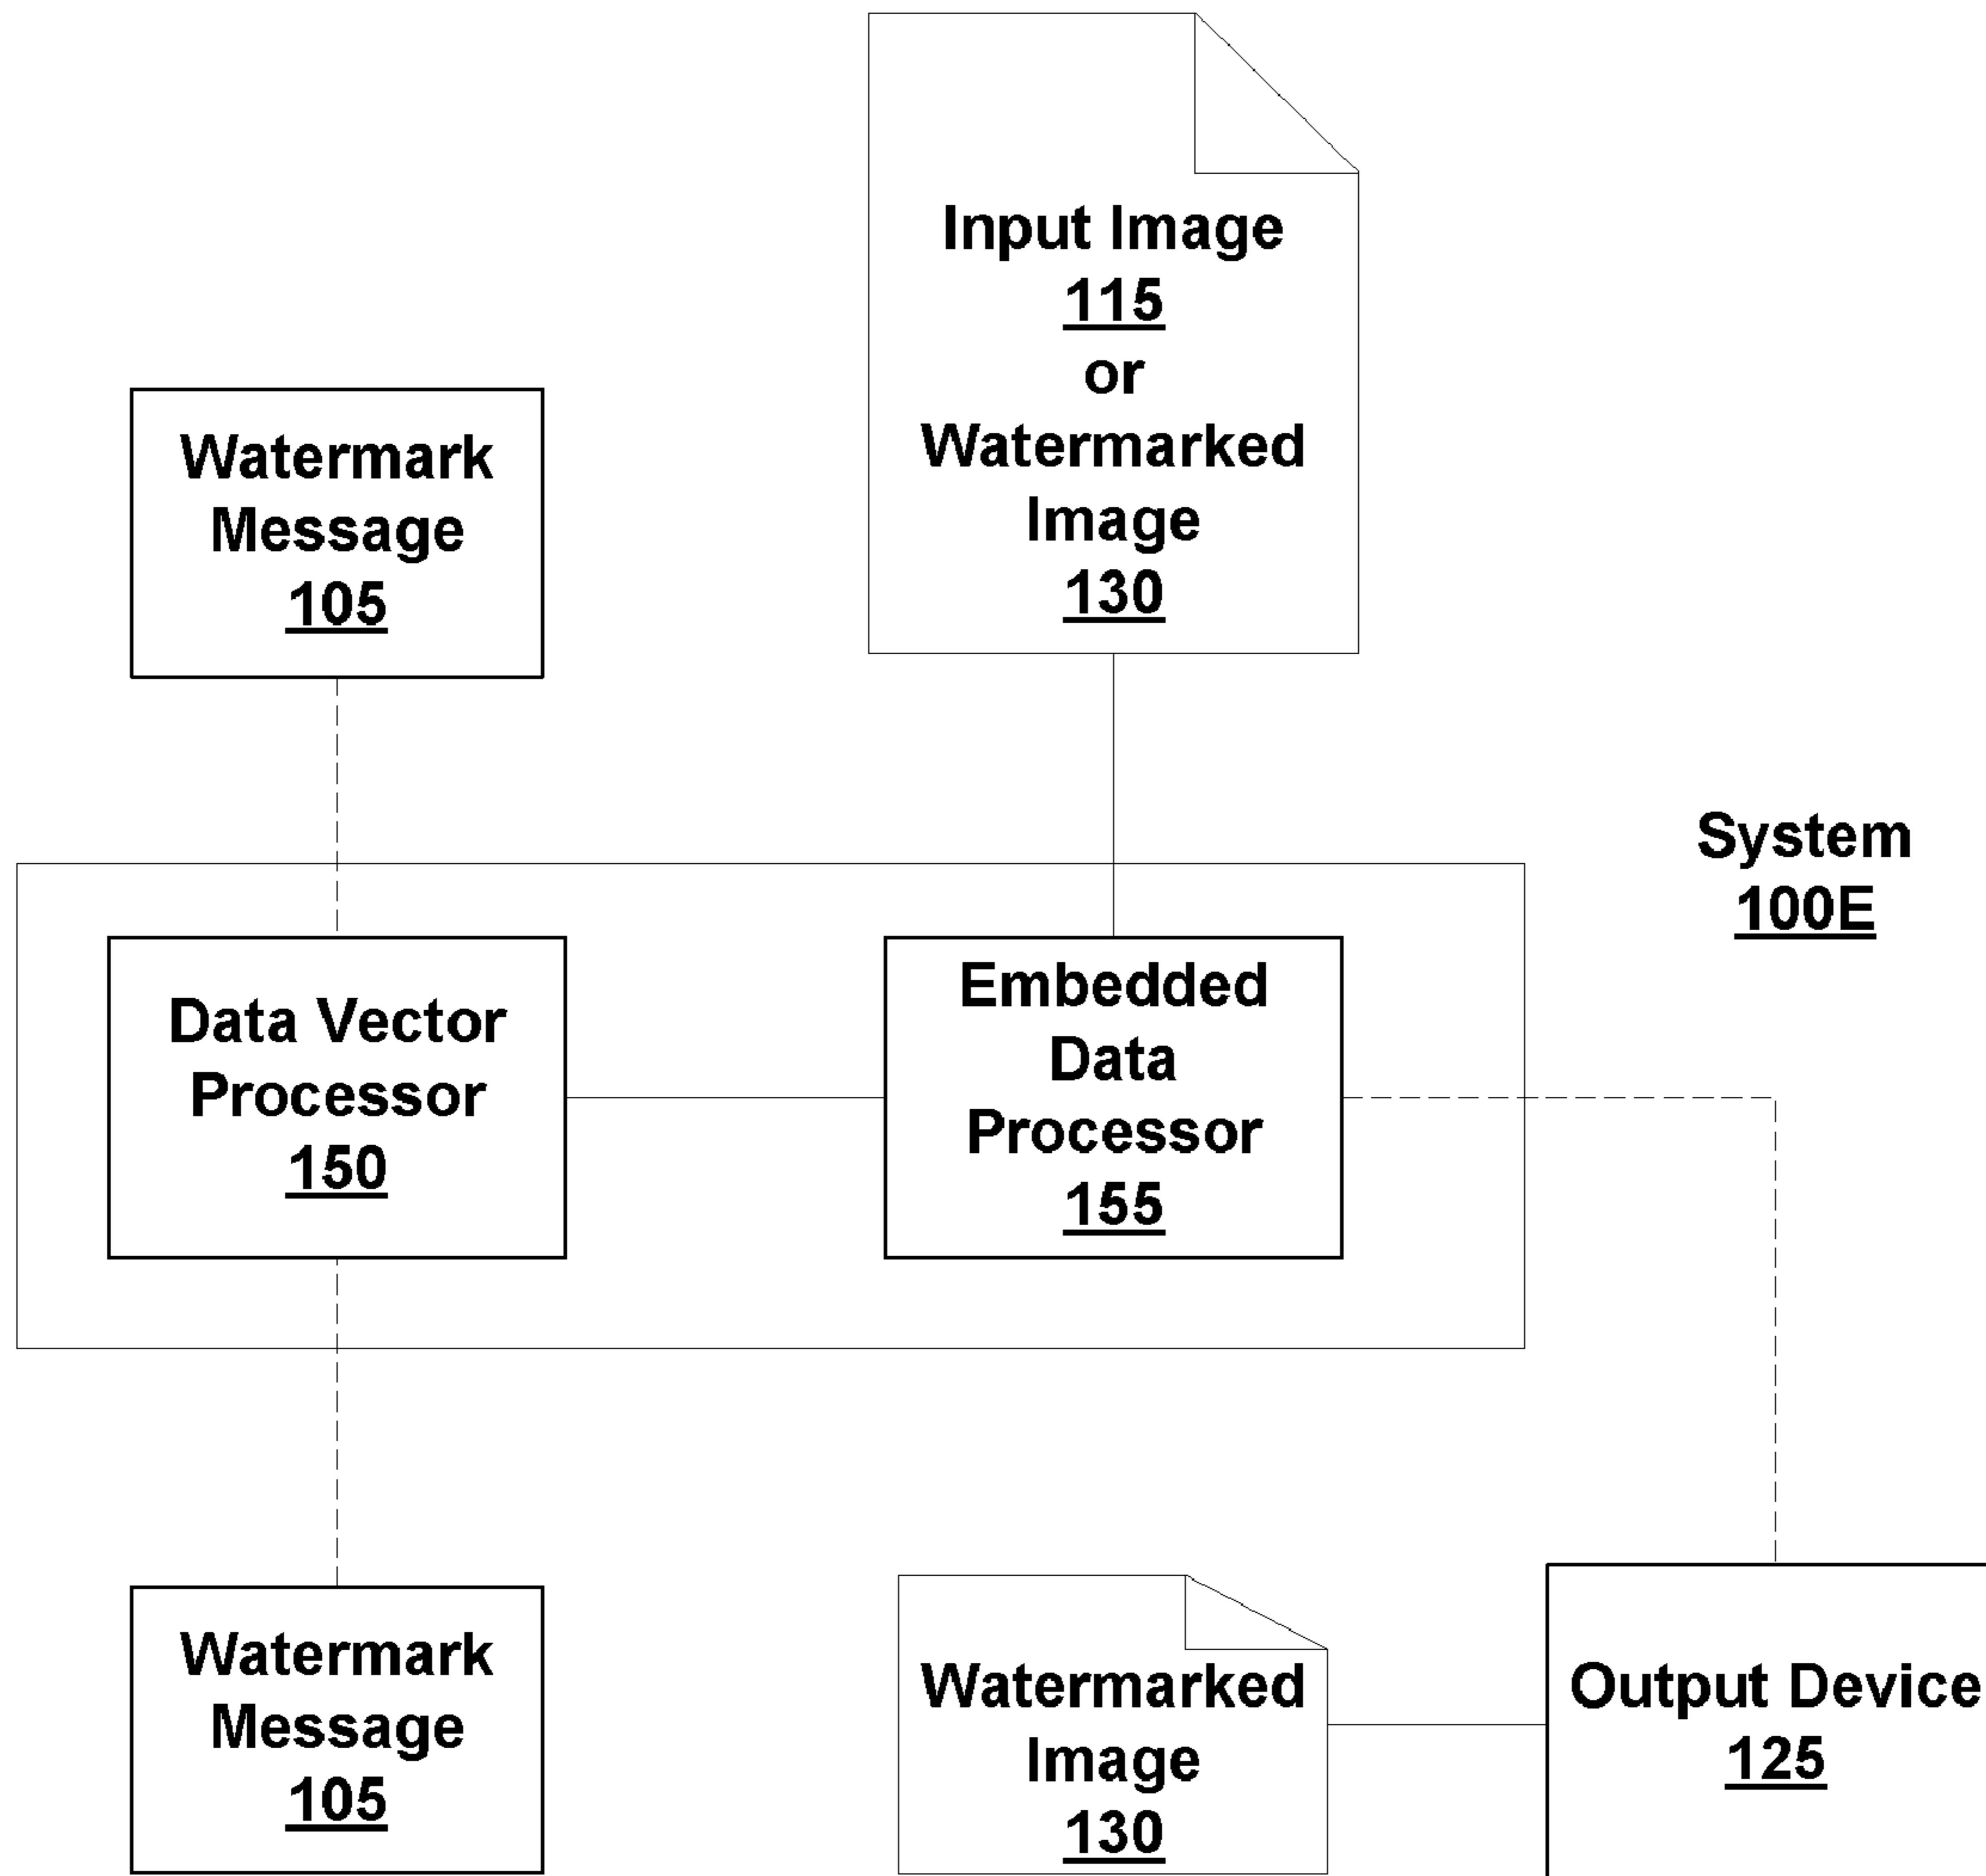 Input Image
115
or
Watermarked
Image
130
Watermark
Message
105
System
100E
Data Vector
Processor
150
Embedded
Data
Processor
155
Watermark
Message
105
Watermarked
Image
130
Output Device
125